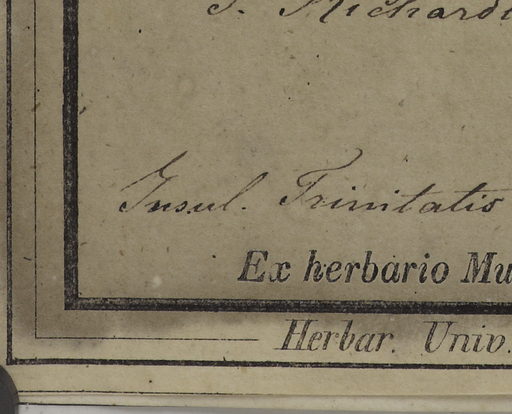 Insul. Trinitatis
Ex herbario Mu
Herbar. Univ.